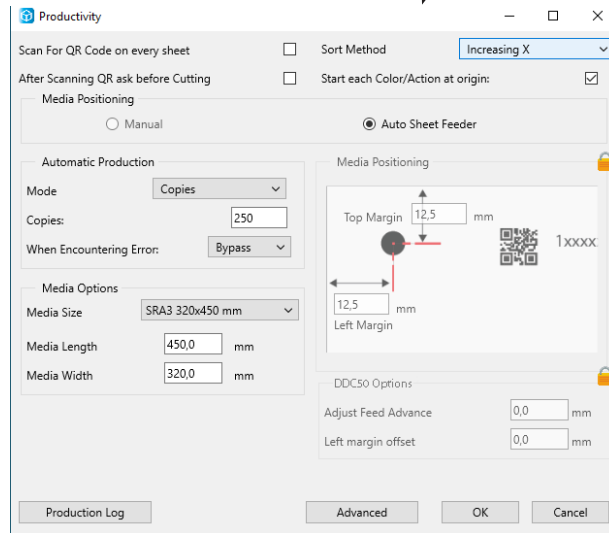 Productivity
Scan For QR Code on every sheet
Sort Method Increasing X
After Scanning QR ask before Cutting
Start each Color/Action at origin:
Media Positioning
Manual Auto Sheet Feeder
Automatic Production
Mode Copies
Copies: 250
When Encountering Error: Bypass
Media Positioning
Top Margin 12,5 mm
1xxxx
12,5 mm
Left Margin
Media Options
Media Size SRA3 320x450 mm
Media Length 450,0 mm
Media Width 320,0 mm
DDC50 Options
Adjust Feed Advance 0,0 mm
Left margin offset 0,0 mm
Production Log Advanced OK Cancel